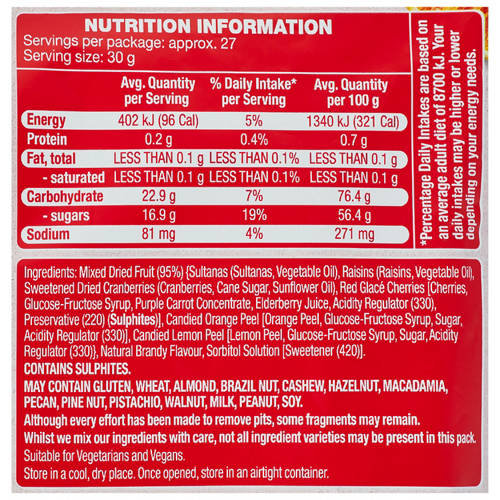 NUTRITION INFORMATION
Servings per package: approx. 27
Serving size: 30 g
Avg. Quantity per Serving % Daily Intake* per Serving Avg. Quantity per 100 g
Energy 402 kJ (96 Cal) 5% 1340 kJ (321 Cal)
Protein 0.2 g 0.4% 0.7 g
Fat, total LESS THAN 0.1 g LESS THAN 0.1% LESS THAN 0.1 g
- saturated LESS THAN 0.1 g LESS THAN 0.1% LESS THAN 0.1 g
Carbohydrate 22.9 g 7% 76.4 g
- sugars 16.9 g 19% 56.4 g
Sodium 81 mg 4% 271 mg
*Percentage Daily Intakes are based on
an average adult diet of 8700 kJ. Your
daily intakes may be higher or lower
depending on your energy needs.
Ingredients: Mixed Dried Fruit (95%) {Sultanas (Sultanas, Vegetable Oil), Raisins (Raisins, Vegetable Oil),
Sweetened Dried Cranberries (Cranberries, Cane Sugar, Sunflower Oil), Red Glacé Cherries [Cherries,
Glucose-Fructose Syrup, Purple Carrot Concentrate, Elderberry Juice, Acidity Regulator (330),
Preservative (220) (Sulphites)], Candied Orange Peel [Orange Peel, Glucose-Fructose Syrup, Sugar,
Acidity Regulator (330)], Candied Lemon Peel [Lemon Peel, Glucose-Fructose Syrup, Sugar, Acidity
Regulator (330)}, Natural Brandy Flavour, Sorbitol Solution [Sweetener (420)].
CONTAINS SULPHITES.
MAY CONTAIN GLUTEN, WHEAT, ALMOND, BRAZIL NUT, CASHEW, HAZELNUT, MACADAMIA,
PECAN, PINE NUT, PISTACHIO, WALNUT, MILK, PEANUT, SOY.
Although every effort has been made to remove pits, some fragments may remain.
Whilst we mix our ingredients with care, not all ingredient varieties may be present in this pack.
Suitable for Vegetarians and Vegans.
Store in a cool, dry place. Once opened, store in an airtight container.